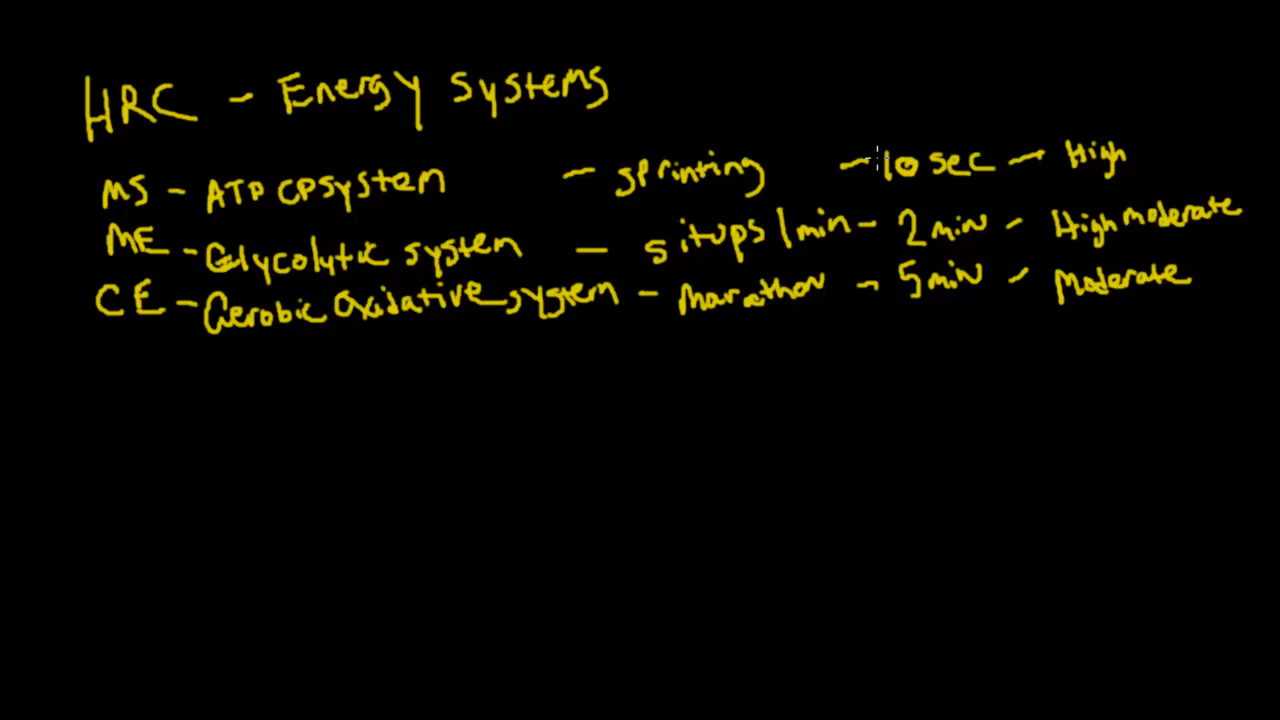 HRC - Energy Systems
MS - ATP CP system - sprinting - 10 sec - High
ME - Glycolytic system - situps 1 min - 2 min - High moderate
CE - Aerobic Oxidative system - Marathon - 5 min - Moderate